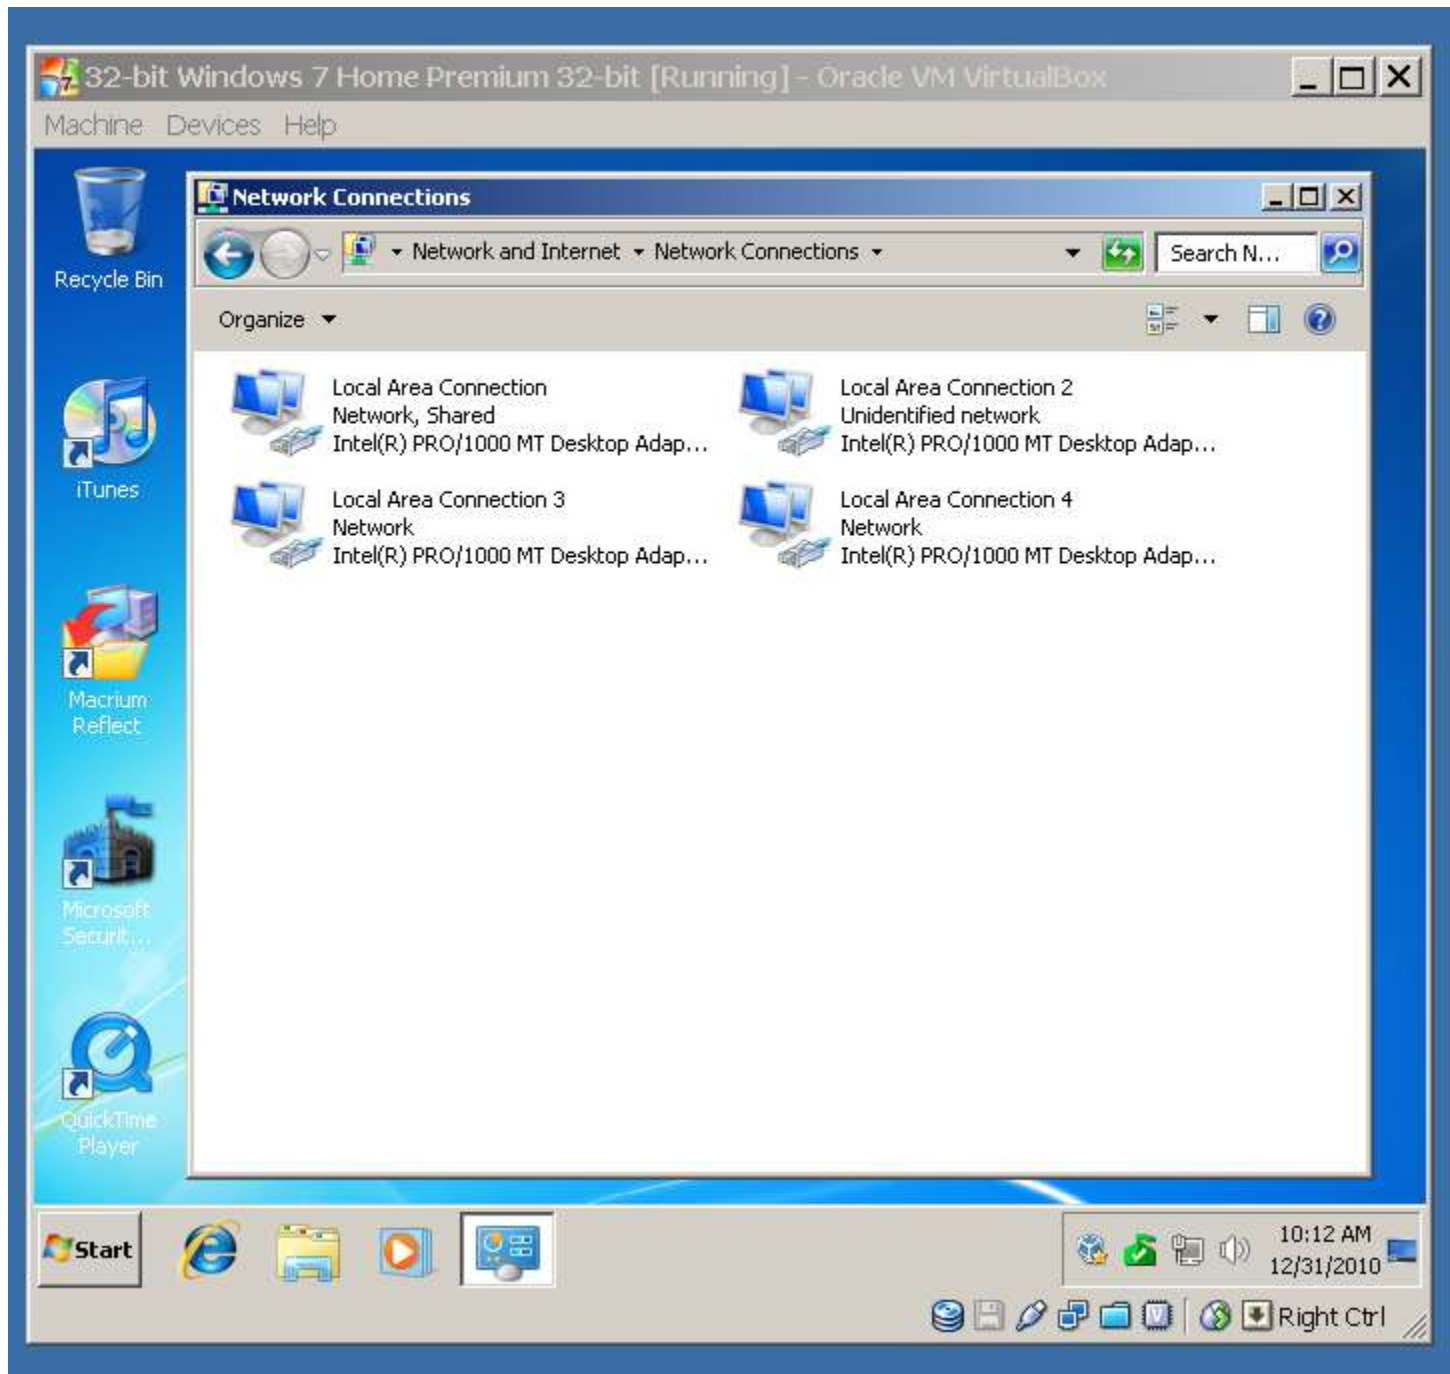 32-bit Windows 7 Home Premium 32-bit [Running] - Oracle VM VirtualBox
Machine Devices Help
Recycle Bin
iTunes
Macrium
Reflect
Microsoft
Securit...
QuickTime
Player
Network Connections
Network and Internet Network Connections
Search N...
Organize
Local Area Connection
Network, Shared
Intel(R) PRO/1000 MT Desktop Adap...
Local Area Connection 2
Unidentified network
Intel(R) PRO/1000 MT Desktop Adap...
Local Area Connection 3
Network
Intel(R) PRO/1000 MT Desktop Adap...
Local Area Connection 4
Network
Intel(R) PRO/1000 MT Desktop Adap...
Start
10:12 AM
12/31/2010
Right Ctrl